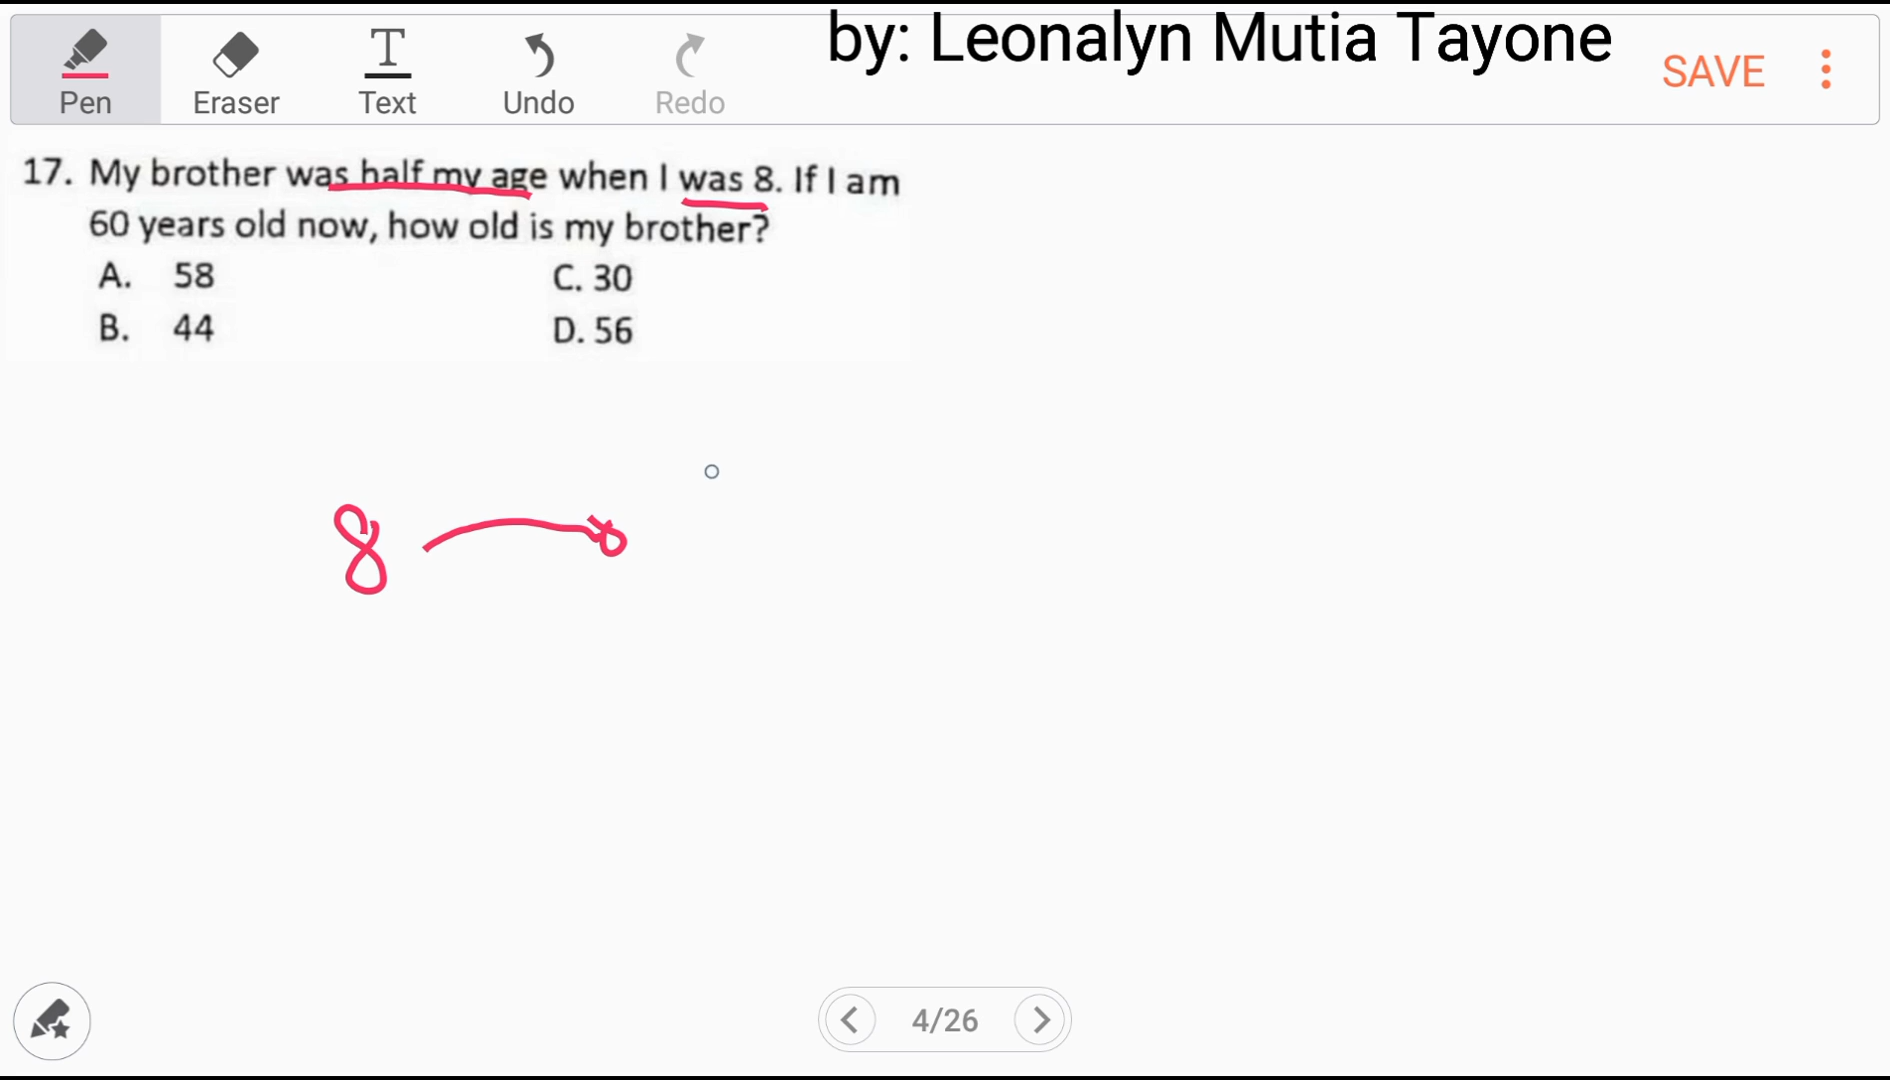 by: Leonalyn Mutia Tayone
Pen Eraser Text Undo Redo SAVE
17. My brother was half my age when I was 8. If I am
60 years old now, how old is my brother?
A. 58 C. 30
B. 44 D. 56
8
4/26